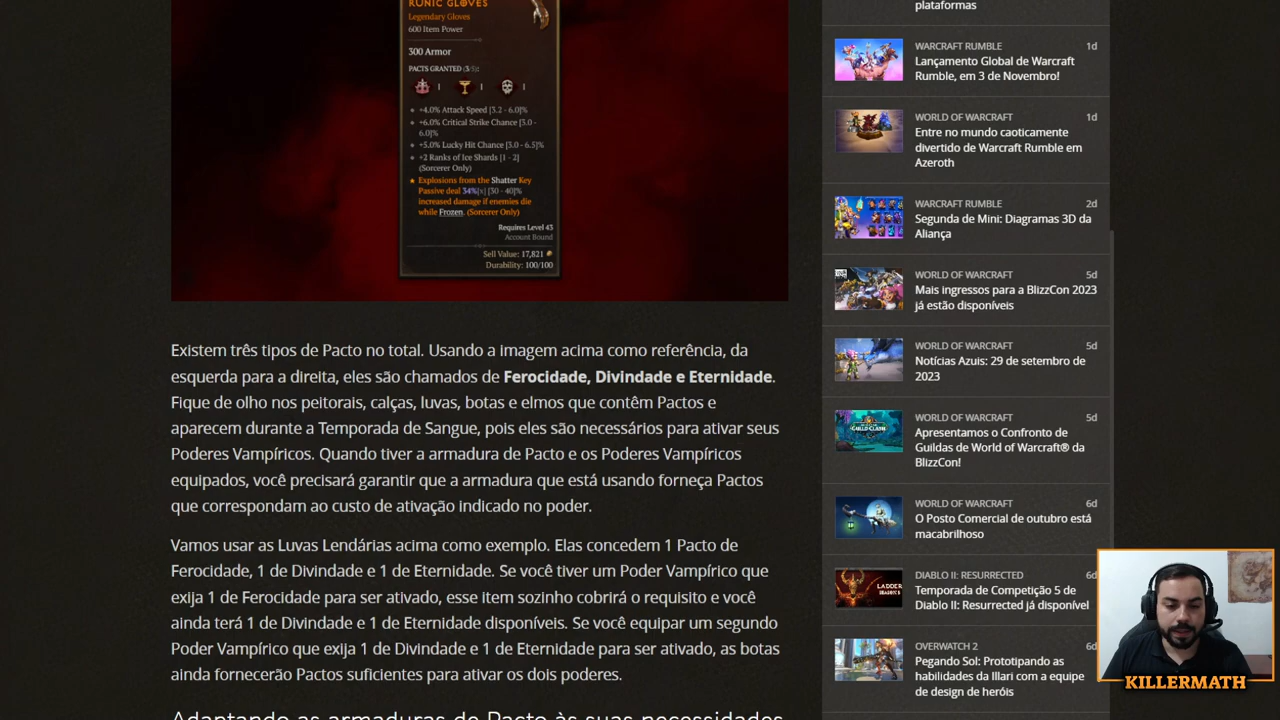 RUNIC GLOVES
Legendary Gloves
600 Item Power
300 Armor
PACTS GRANTED (3/5):
1 1 1
+4.0% Attack Speed [3.2 - 6.0]%
+6.0% Critical Strike Chance [3.0 -
6.0]%
+5.0% Lucky Hit Chance [3.0 - 6.5]%
+2 Ranks of Ice Shards [1 - 2]
(Sorcerer Only)
Explosions from the Shatter Key
Passive deal 34%[x] [30 - 40]%
increased damage if enemies die
while Frozen. (Sorcerer Only)
Requires Level 43
Account Bound
Sell Value: 17,821
Durability: 100/100
Existem três tipos de Pacto no total. Usando a imagem acima como referência, da
esquerda para a direita, eles são chamados de Ferocidade, Divindade e Eternidade.
Fique de olho nos peitorais, calças, luvas, botas e elmos que contêm Pactos e
aparecem durante a Temporada de Sangue, pois eles são necessários para ativar seus
Poderes Vampíricos. Quando tiver a armadura de Pacto e os Poderes Vampíricos
equipados, você precisará garantir que a armadura que está usando forneça Pactos
que correspondam ao custo de ativação indicado no poder.
Vamos usar as Luvas Lendárias acima como exemplo. Elas concedem 1 Pacto de
Ferocidade, 1 de Divindade e 1 de Eternidade. Se você tiver um Poder Vampírico que
exija 1 de Ferocidade para ser ativado, esse item sozinho cobrirá o requisito e você
ainda terá 1 de Divindade e 1 de Eternidade disponíveis. Se você equipar um segundo
Poder Vampírico que exija 1 de Divindade e 1 de Eternidade para ser ativado, as botas
ainda fornecerão Pactos suficientes para ativar os dois poderes.
Adaptando as armaduras de Pacto às suas necessidades
plataformas
WARCRAFT RUMBLE 1d
Lançamento Global de Warcraft
Rumble, em 3 de Novembro!
WORLD OF WARCRAFT 1d
Entre no mundo caoticamente
divertido de Warcraft Rumble em
Azeroth
WARCRAFT RUMBLE 2d
Segunda de Mini: Diagramas 3D da
Aliança
WORLD OF WARCRAFT 5d
Mais ingressos para a BlizzCon 2023
já estão disponíveis
WORLD OF WARCRAFT 5d
Notícias Azuis: 29 de setembro de
2023
WORLD OF WARCRAFT 5d
Apresentamos o Confronto de
Guildas de World of Warcraft® da
BlizzCon!
WORLD OF WARCRAFT 6d
O Posto Comercial de outubro está
macabrilhoso
DIABLO II: RESURRECTED 6d
Temporada de Competição 5 de
Diablo II: Resurrected já disponível
OVERWATCH 2 6d
Pegando Sol: Prototipando as
habilidades da Illari com a equipe
de design de heróis
KILLERMATH